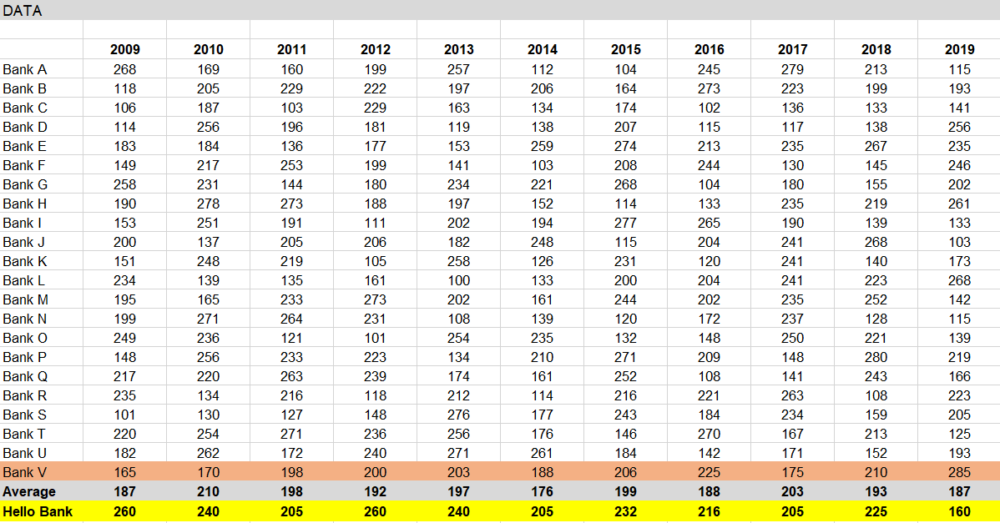 DATA
2009 2010 2011 2012 2013 2014 2015 2016 2017 2018 2019
Bank A 268 169 160 199 257 112 104 245 279 213 115
Bank B 118 205 229 222 197 206 164 273 223 199 193
Bank C 106 187 103 229 163 134 174 102 136 133 141
Bank D 114 256 196 181 119 138 207 115 117 138 256
Bank E 183 184 136 177 153 259 274 213 235 267 235
Bank F 149 217 253 199 141 103 208 244 130 145 246
Bank G 258 231 144 180 234 221 268 104 180 155 202
Bank H 190 278 273 188 197 152 114 133 235 219 261
Bank I 153 251 191 111 202 194 277 265 190 139 133
Bank J 200 137 205 206 182 248 115 204 241 268 103
Bank K 151 248 219 105 258 126 231 120 241 140 173
Bank L 234 139 135 161 100 133 200 204 241 223 268
Bank M 195 165 233 273 202 161 244 202 235 252 142
Bank N 199 271 264 231 108 139 120 172 237 128 115
Bank O 249 236 121 101 254 235 132 148 250 221 139
Bank P 148 256 233 223 134 210 271 209 148 280 219
Bank Q 217 220 263 239 174 161 252 108 141 243 166
Bank R 235 134 216 118 212 114 216 221 263 108 223
Bank S 101 130 127 148 276 177 243 184 234 159 205
Bank T 220 254 271 236 256 176 146 270 167 213 125
Bank U 182 262 172 240 271 261 184 142 171 152 193
Bank V 165 170 198 200 203 188 206 225 175 210 285
Average 187 210 198 192 197 176 199 188 203 193 187
Hello Bank 260 240 205 260 240 205 232 216 205 225 160